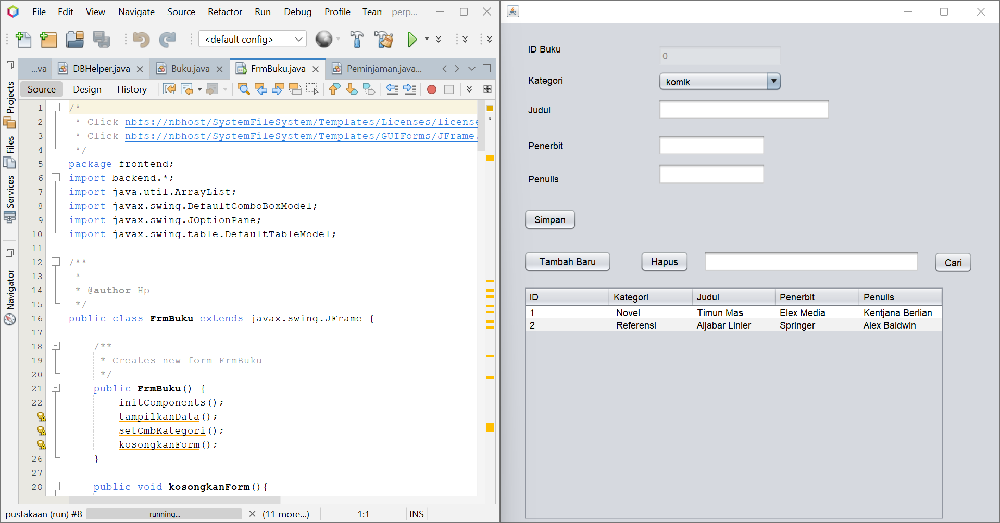 File Edit View Navigate Source Refactor Run Debug Profile Team perp...
<default config>
...va DBHelper.java Buku.java FrmBuku.java Peminjaman.java...
Source Design History
Projects
Files
Services
Navigator
1 /*
2 * Click nbfs://nbhost/SystemFileSystem/Templates/Licenses/license
3 * Click nbfs://nbhost/SystemFileSystem/Templates/GUIForms/JFrame.
4 */
5 package frontend;
6 import backend.*;
7 import java.util.ArrayList;
8 import javax.swing.DefaultComboBoxModel;
9 import javax.swing.JOptionPane;
10 import javax.swing.table.DefaultTableModel;
11
12 /**
13 *
14 * @author Hp
15 */
16 public class FrmBuku extends javax.swing.JFrame {
17
18 /**
19 * Creates new form FrmBuku
20 */
21 public FrmBuku() {
22 initComponents();
tampilkanData();
setCmbKategori();
kosongkanForm();
26 }
27
28 public void kosongkanForm(){
pustakaan (run) #8 running... (11 more...) 1:1 INS
ID Buku 0
Kategori komik
Judul
Penerbit
Penulis
Simpan
Tambah Baru Hapus Cari
ID Kategori Judul Penerbit Penulis
1 Novel Timun Mas Elex Media Kentjana Berlian
2 Referensi Aljabar Linier Springer Alex Baldwin